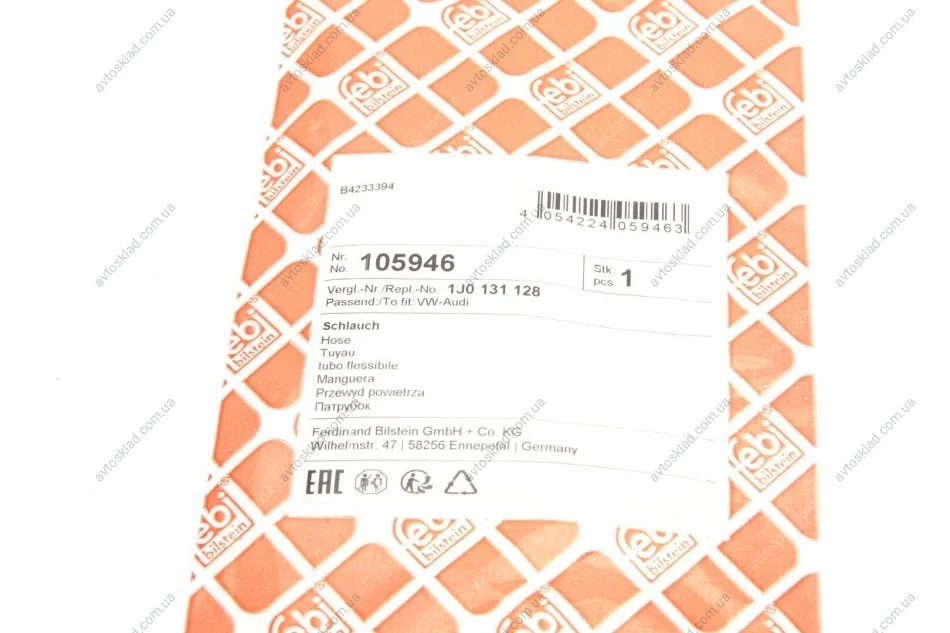 B4233394
4 054224 059463
Nr.
No. 105946
Stk.
pcs. 1
Vergl.-Nr./Repl.-No. 1J0 131 128
Passend:/To fit: VW-Audi
Schlauch
Hose
Tuyau
tubo flessibile
Manguera
Przewyd powietrza
Патрубок
Ferdinand Bilstein GmbH + Co. KG
Wilhelmstr. 47 | 58256 Ennepetal | Germany
EAC
febi
bilstein
avtosklad.com.ua